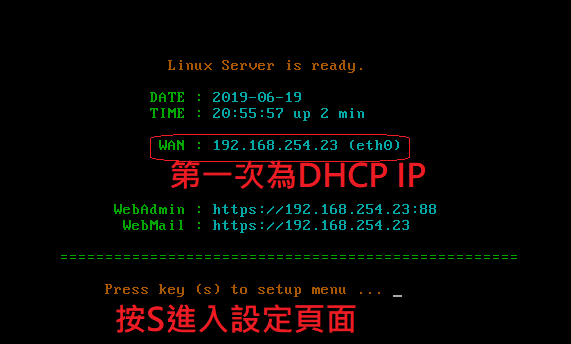 Linux Server is ready.
DATE : 2019-06-19
TIME : 20:55:57 up 2 min
WAN : 192.168.254.23 (eth0)
第一次為DHCP IP
WebAdmin : https://192.168.254.23:88
WebMail : https://192.168.254.23
===================================================
Press key (s) to setup menu ... _
按S進入設定頁面